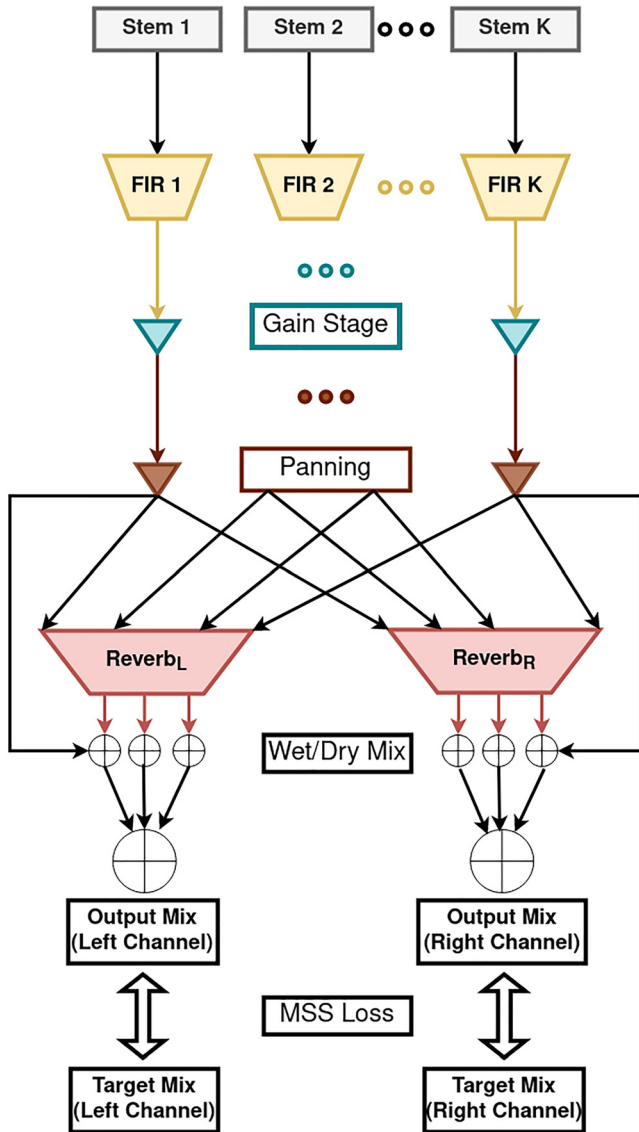 Stem 1
Stem 2
Stem K
FIR 1
FIR 2
FIR K
Gain Stage
Panning
Reverb_L
Reverb_R
Wet/Dry Mix
Output Mix
(Left Channel)
Output Mix
(Right Channel)
MSS Loss
Target Mix
(Left Channel)
Target Mix
(Right Channel)